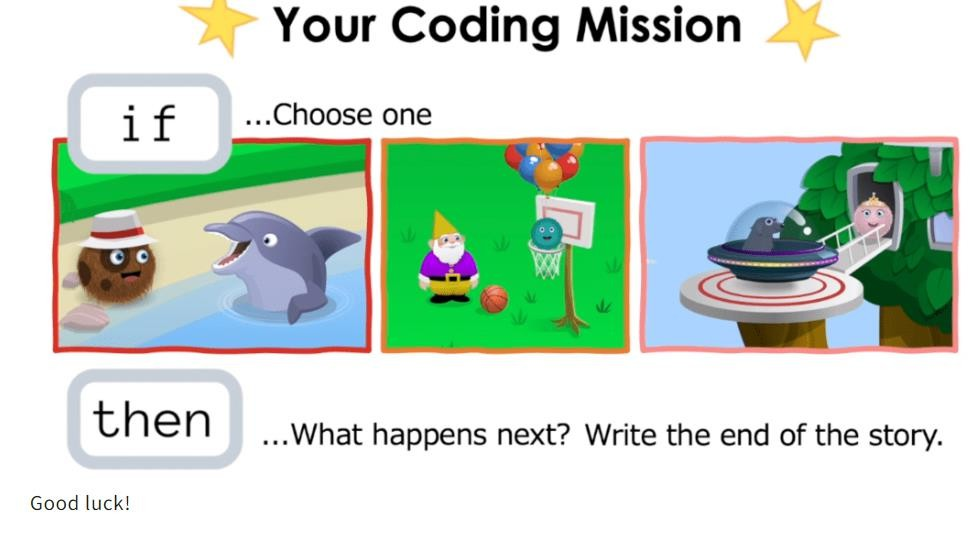 Your Coding Mission
if ...Choose one
then ...What happens next? Write the end of the story.
Good luck!